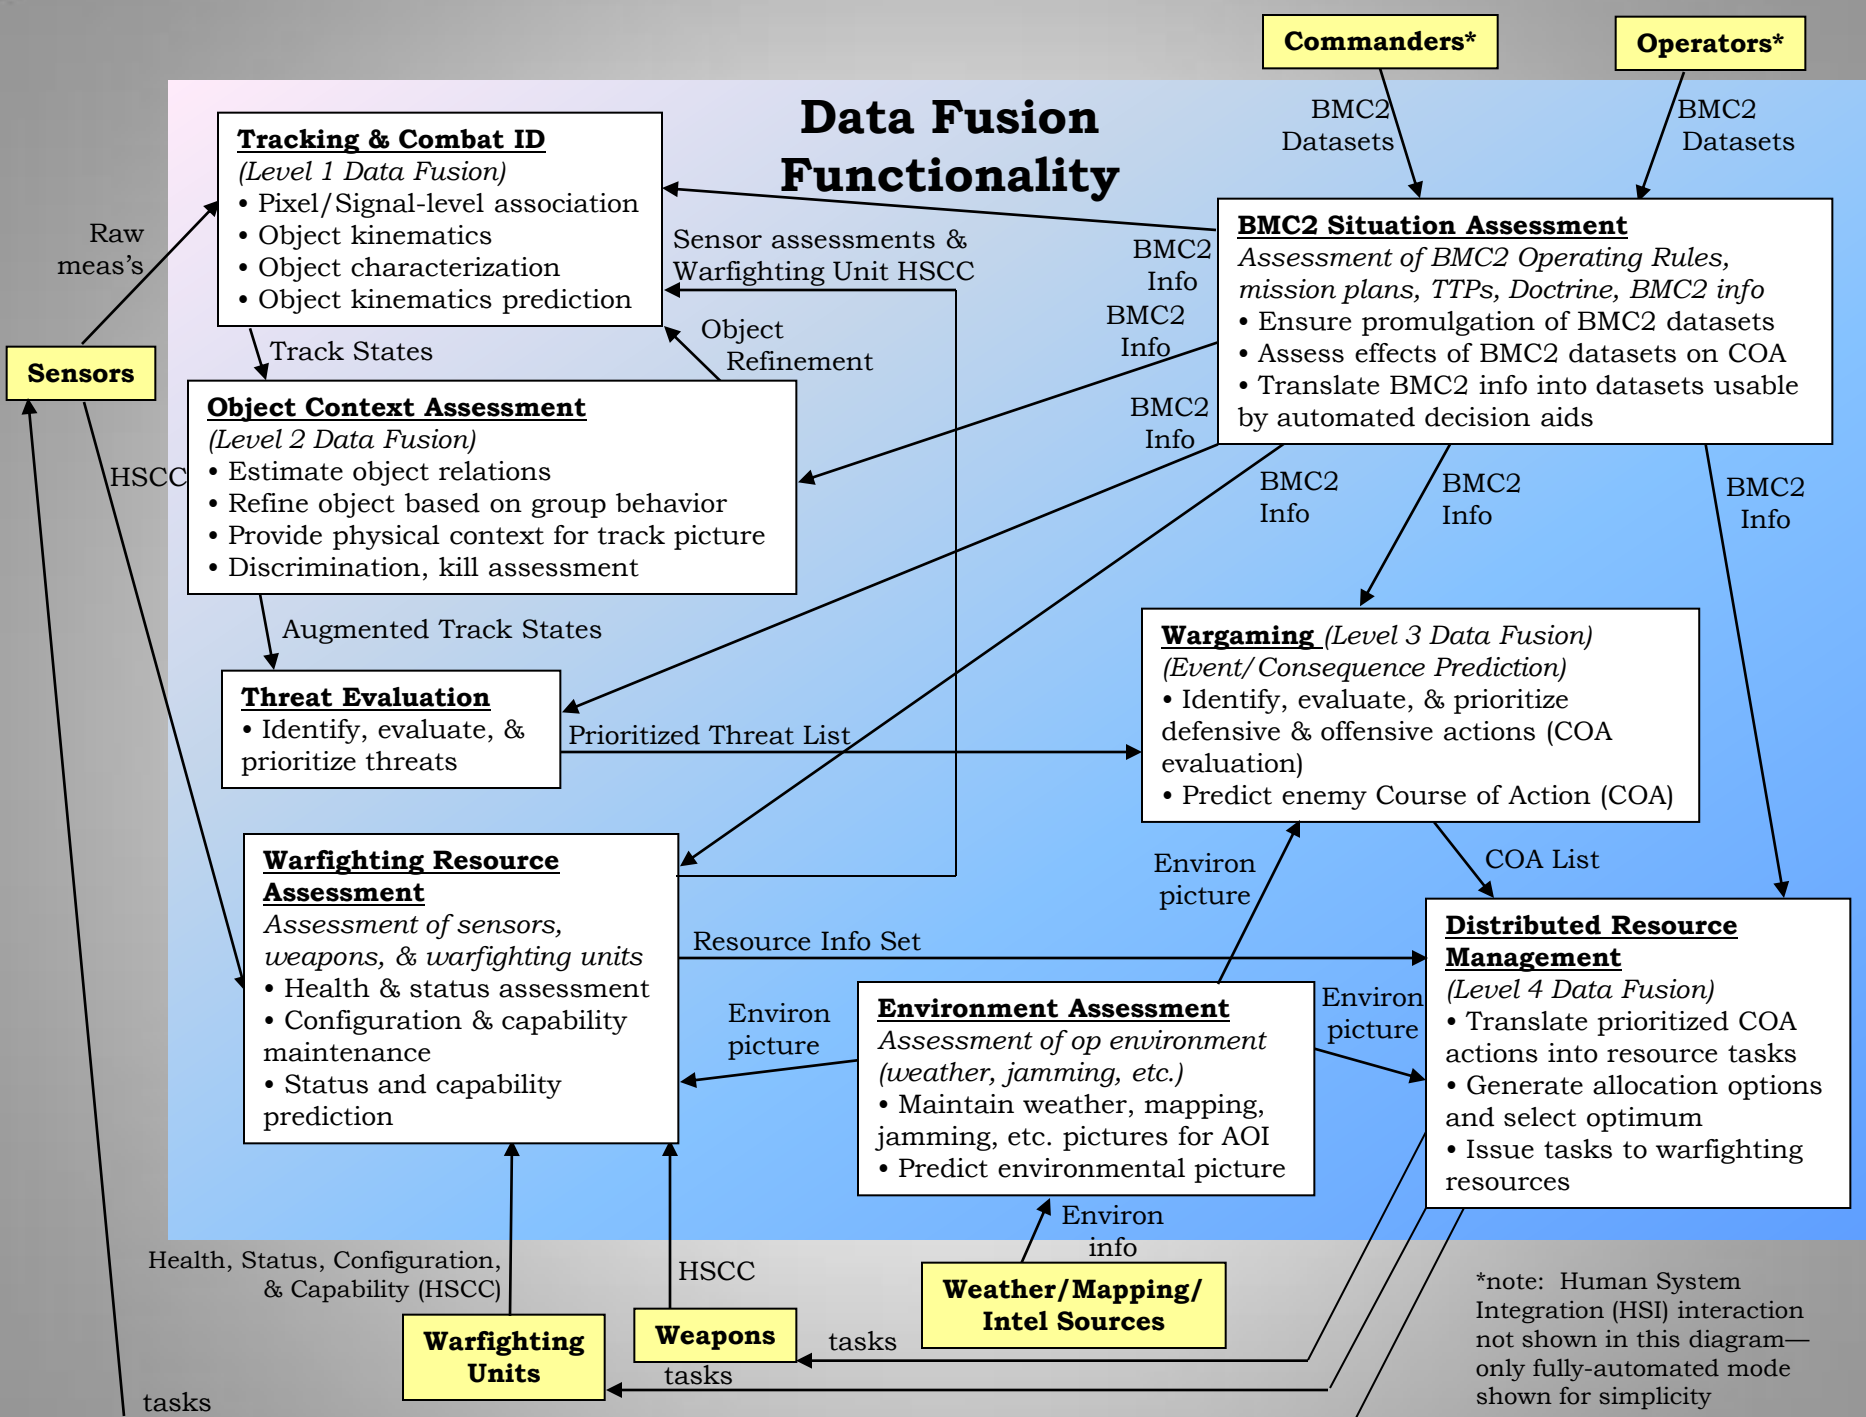 Commanders*
Operators*
Data Fusion
Functionality
BMC2
Datasets
BMC2
Datasets
Tracking & Combat ID
(Level 1 Data Fusion)
• Pixel/Signal-level association
• Object kinematics
• Object characterization
• Object kinematics prediction
Raw
meas's
Sensor assessments &
Warfighting Unit HSCC
BMC2
Info
BMC2
Info
BMC2
Info
BMC2 Situation Assessment
Assessment of BMC2 Operating Rules,
mission plans, TTPs, Doctrine, BMC2 info
• Ensure promulgation of BMC2 datasets
• Assess effects of BMC2 datasets on COA
• Translate BMC2 info into datasets usable
by automated decision aids
Object
Refinement
Track States
Sensors
Object Context Assessment
(Level 2 Data Fusion)
• Estimate object relations
• Refine object based on group behavior
• Provide physical context for track picture
• Discrimination, kill assessment
HSCC
BMC2
Info
BMC2
Info
BMC2
Info
Augmented Track States
Threat Evaluation
• Identify, evaluate, &
prioritize threats
Prioritized Threat List
Wargaming (Level 3 Data Fusion)
(Event/Consequence Prediction)
• Identify, evaluate, & prioritize
defensive & offensive actions (COA
evaluation)
• Predict enemy Course of Action (COA)
Warfighting Resource
Assessment
Assessment of sensors,
weapons, & warfighting units
• Health & status assessment
• Configuration & capability
maintenance
• Status and capability
prediction
Environ
picture
COA List
Resource Info Set
Environ
picture
Environment Assessment
Assessment of op environment
(weather, jamming, etc.)
• Maintain weather, mapping,
jamming, etc. pictures for AOI
• Predict environmental picture
Environ
picture
Distributed Resource
Management
(Level 4 Data Fusion)
• Translate prioritized COA
actions into resource tasks
• Generate allocation options
and select optimum
• Issue tasks to warfighting
resources
Environ
info
Health, Status, Configuration,
& Capability (HSCC)
HSCC
Weather/Mapping/
Intel Sources
Warfighting
Units
Weapons
tasks
tasks
tasks
*note: Human System
Integration (HSI) interaction
not shown in this diagram—
only fully-automated mode
shown for simplicity